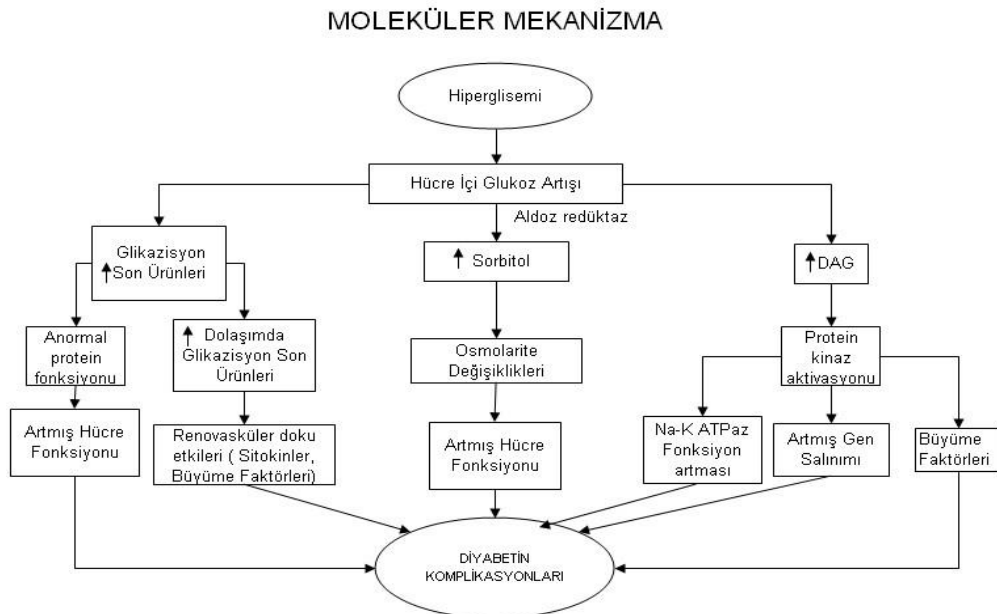 MOLEKÜLER MEKANİZMA
Hiperglisemi
Hücre İçi Glukoz Artışı
Aldoz redüktaz
Glikazisyon
↑Son Ürünleri
↑ Sorbitol
↑DAG
Anormal
protein
fonksiyonu
↑ Dolaşımda
Glikazisyon Son
Ürünleri
Osmolarite
Değişiklikleri
Protein
kinaz
aktivasyonu
Artmış Hücre
Fonksiyonu
Renovasküler doku
etkileri ( Sitokinler,
Büyüme Faktörleri)
Artmış Hücre
Fonksiyonu
Na-K ATPaz
Fonksiyon
artması
Artmış Gen
Salınımı
Büyüme
Faktörleri
DİYABETİN
KOMPLİKASYONLARI